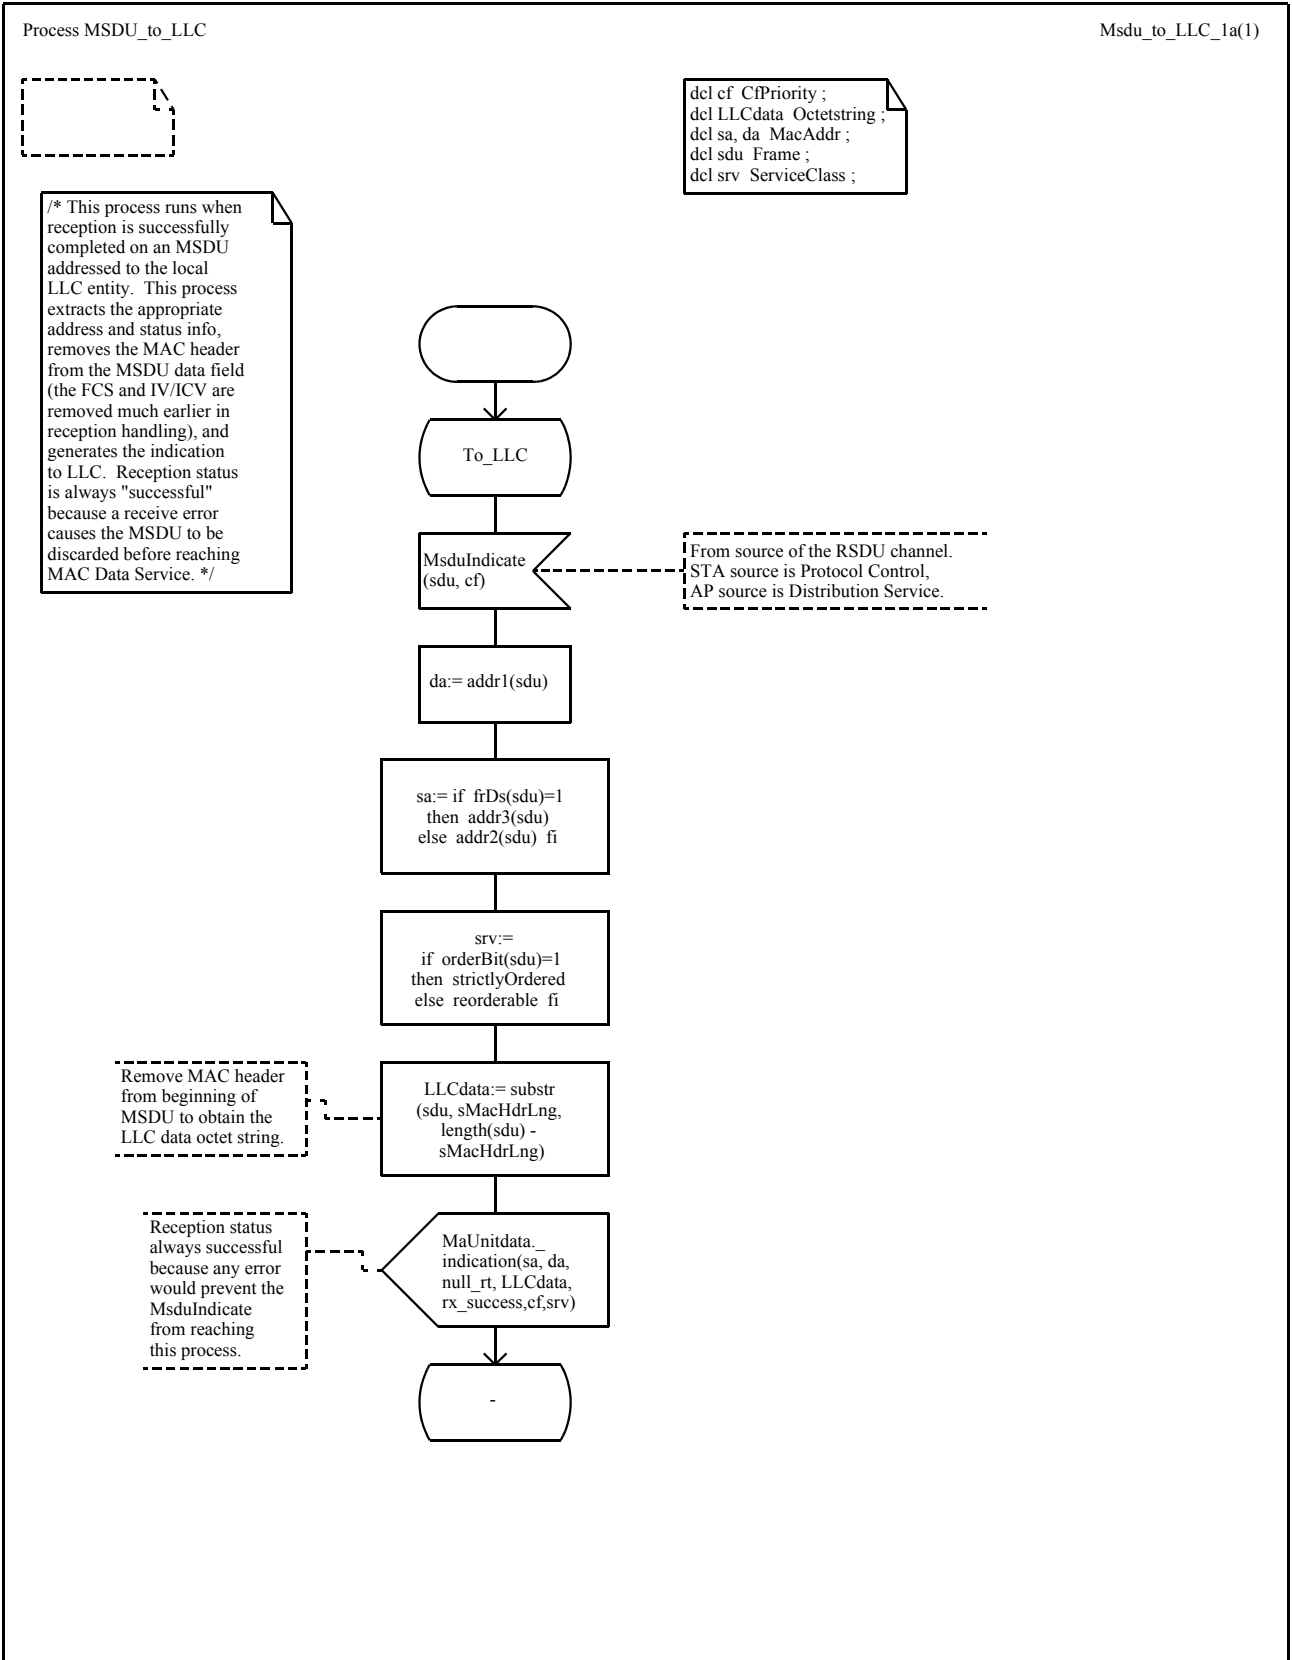 Process MSDU_to_LLC
Msdu_to_LLC_1a(1)
dcl cf  CfPriority ;
dcl LLCdata  Octetstring ;
dcl sa, da  MacAddr ;
dcl sdu  Frame ;
dcl srv  ServiceClass ;
/* This process runs when
reception is successfully
completed on an MSDU
addressed to the local
LLC entity.  This process
extracts the appropriate
address and status info,
removes the MAC header
from the MSDU data field
(the FCS and IV/ICV are
removed much earlier in
reception handling), and
generates the indication
to LLC.  Reception status
is always "successful"
because a receive error
causes the MSDU to be
discarded before reaching
MAC Data Service. */
To_LLC
MsduIndicate
(sdu, cf)
From source of the RSDU channel.
STA source is Protocol Control,
AP source is Distribution Service.
da:= addr1(sdu)
sa:= if  frDs(sdu)=1
then  addr3(sdu)
else  addr2(sdu)  fi
srv:=
if  orderBit(sdu)=1
then  strictlyOrdered
else  reorderable  fi
Remove MAC header
from beginning of
MSDU to obtain the
LLC data octet string.
LLCdata:= substr
(sdu, sMacHdrLng,
length(sdu) -
sMacHdrLng)
Reception status
always successful
because any error
would prevent the
MsduIndicate
from reaching
this process.
MaUnitdata._
indication(sa, da,
null_rt, LLCdata,
rx_success,cf,srv)
-